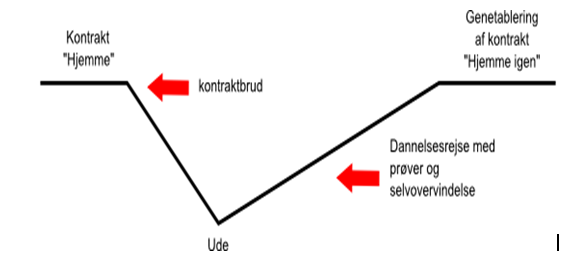 Kontrakt
"Hjemme"
kontraktbrud
Ude
Dannelsesrejse med
prøver og
selvovervindelse
Genetablering
af kontrakt
"Hjemme igen"